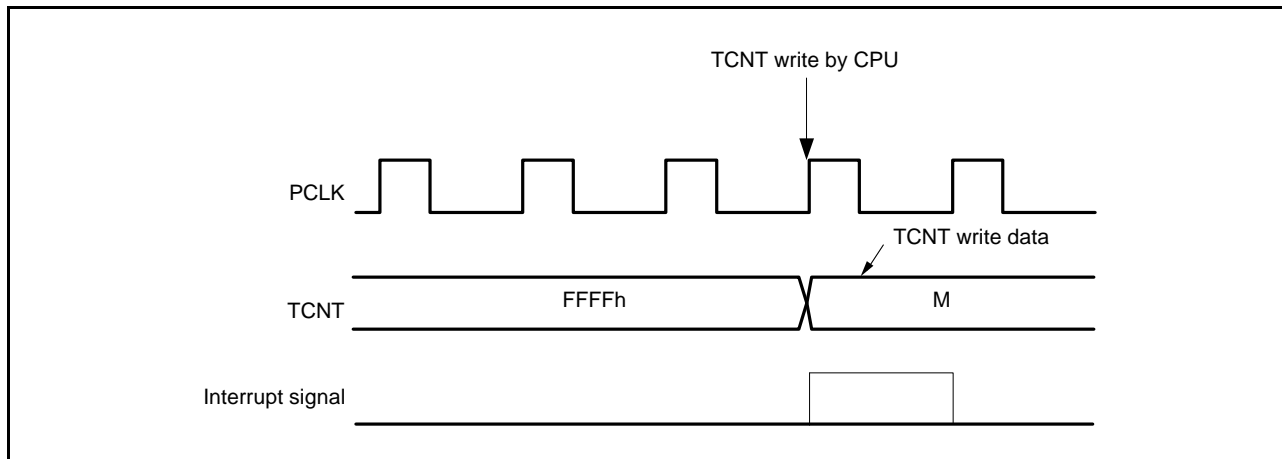 TCNT write by CPU
PCLK
TCNT write data
TCNT
FFFFh
M
Interrupt signal